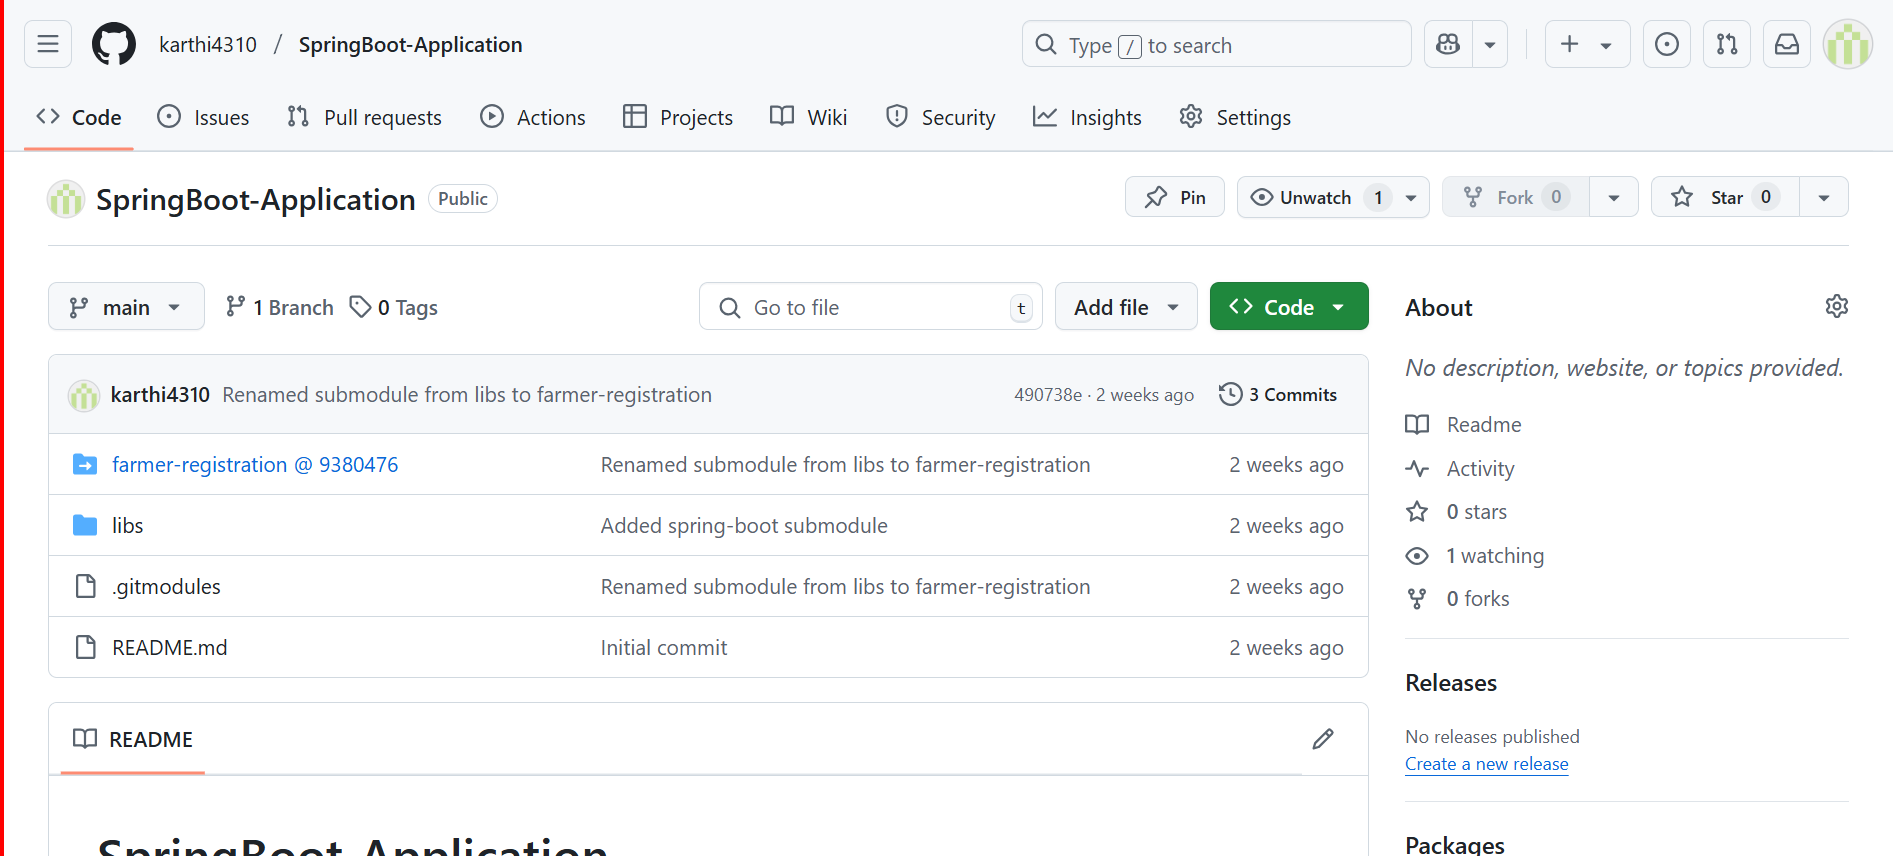 karthi4310 / SpringBoot-Application
Type / to search
Code Issues Pull requests Actions Projects Wiki Security Insights Settings
SpringBoot-Application Public
Pin Unwatch 1 Fork 0 Star 0
main 1 Branch 0 Tags Go to file t Add file Code
karthi4310 Renamed submodule from libs to farmer-registration 490738e · 2 weeks ago 3 Commits
farmer-registration @ 9380476 Renamed submodule from libs to farmer-registration 2 weeks ago
libs Added spring-boot submodule 2 weeks ago
.gitmodules Renamed submodule from libs to farmer-registration 2 weeks ago
README.md Initial commit 2 weeks ago
README
SpringBoot-Application
About
No description, website, or topics provided.
Readme
Activity
0 stars
1 watching
0 forks
Releases
No releases published
Create a new release
Packages